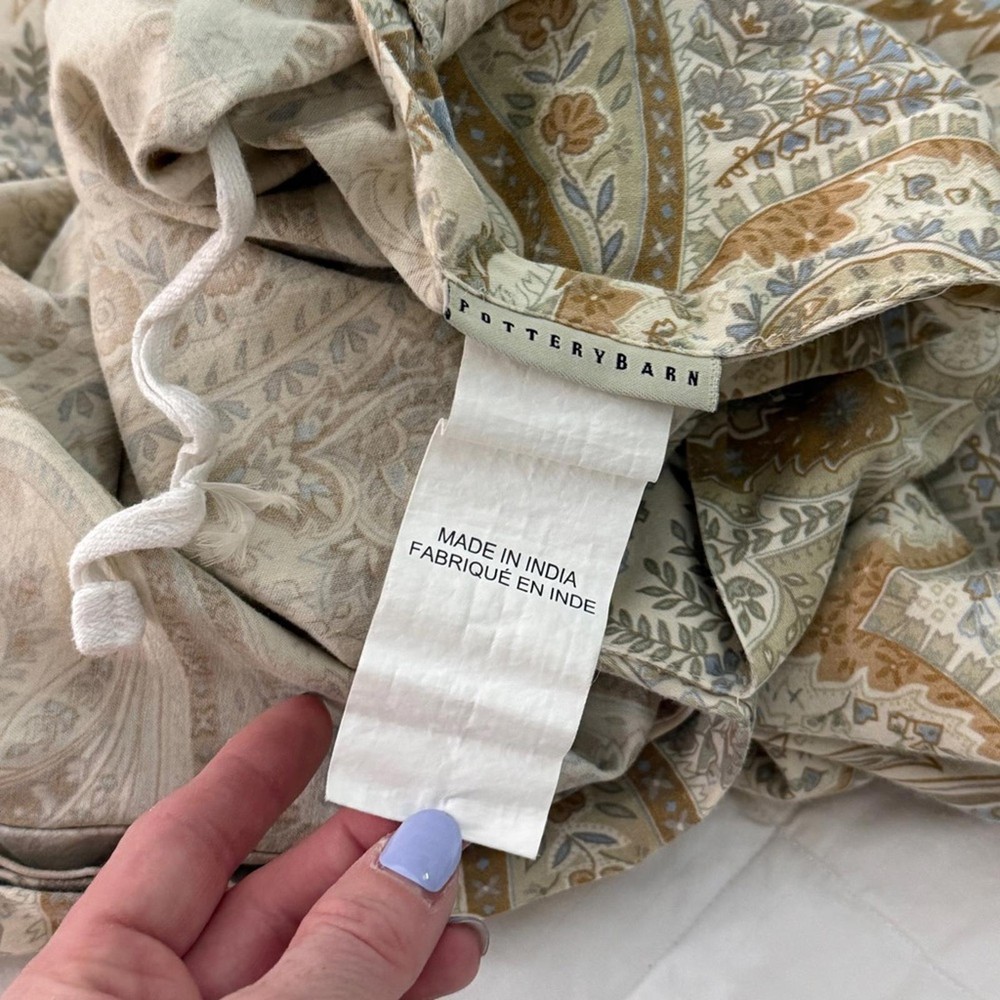 POTTERYBARN
MADE IN INDIA
FABRIQUÉ EN INDE